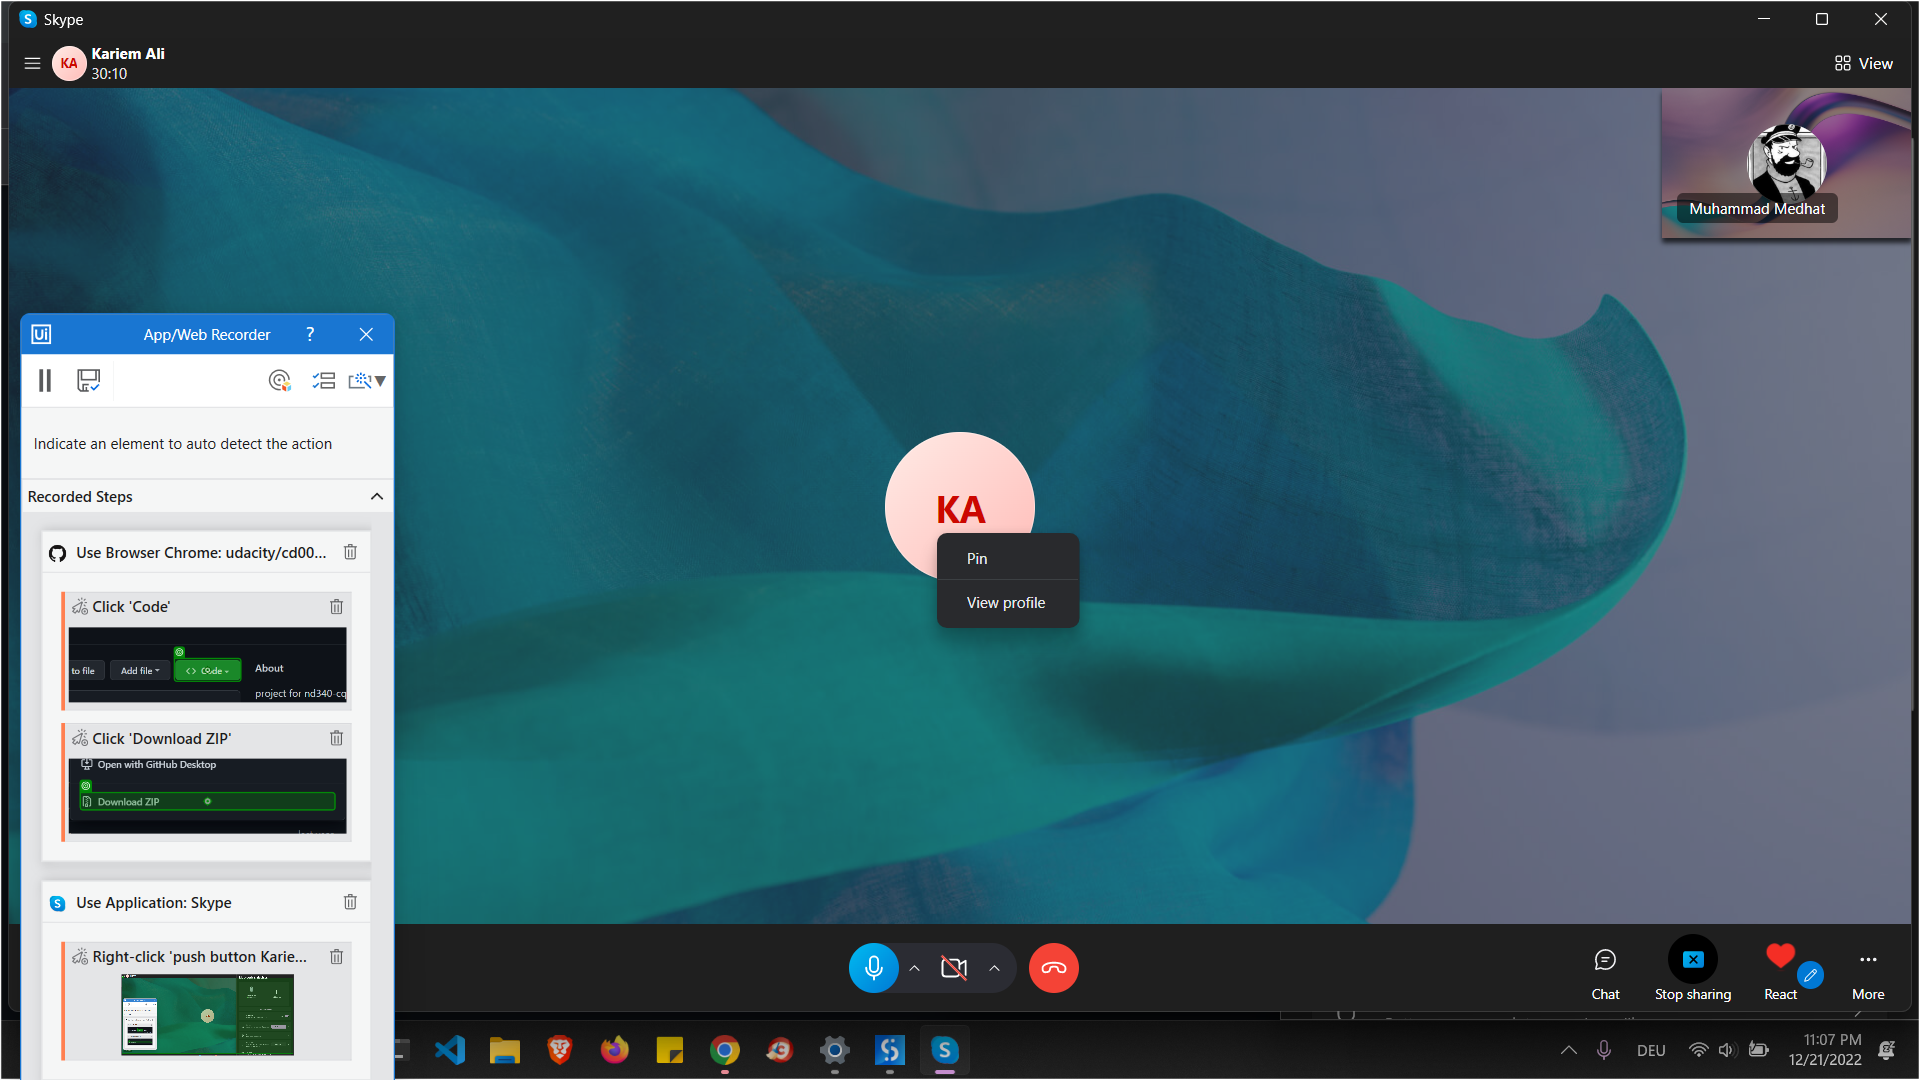 Skype
KA
Kariem Ali
30:10
View
Muhammad Medhat
Ui
App/Web Recorder
?
Indicate an element to auto detect the action
Recorded Steps
Use Browser Chrome: udacity/cd00...
Click 'Code'
to file
Add file
<> Code
About
project for nd340-cq
Click 'Download ZIP'
Open with GitHub Desktop
Download ZIP
Use Application: Skype
Right-click 'push button Karie...
KA
Pin
View profile
Chat
Stop sharing
React
More
DEU
11:07 PM
12/21/2022